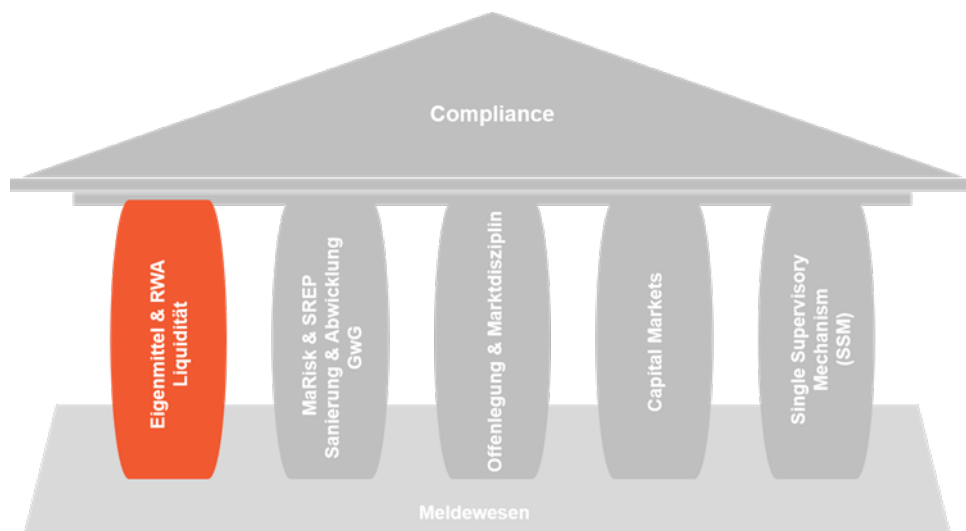 Compliance
Eigenmittel & RWA
Liquidität
MaRisk & SREP
Sanierung & Abwicklung
GwG
Offenlegung & Marktdisziplin
Capital Markets
Single Supervisory
Mechanism
(SSM)
Meldewesen